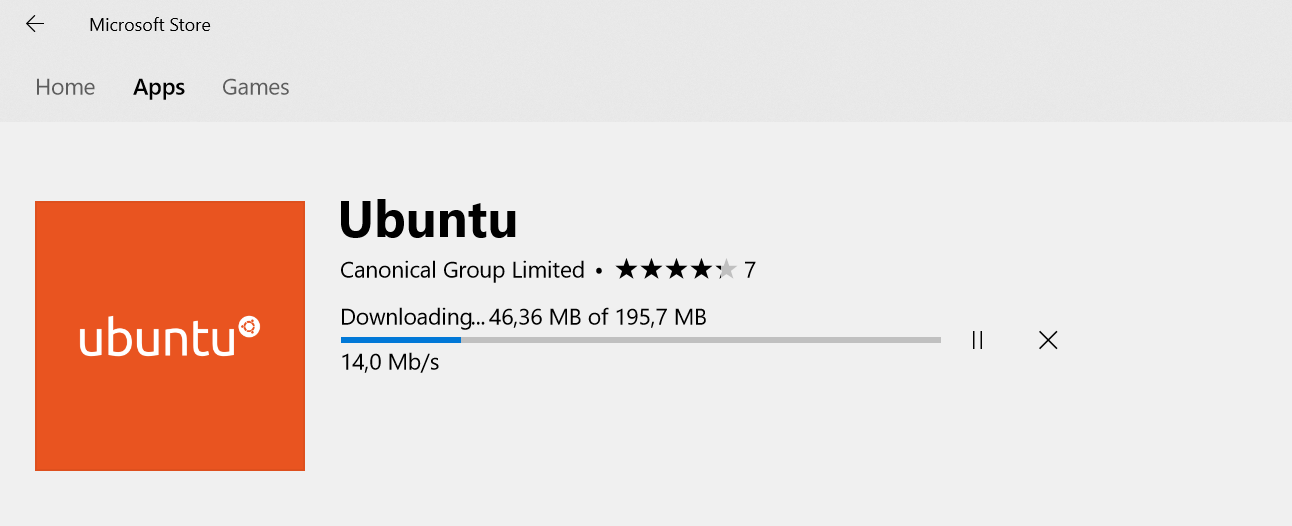 Microsoft Store
Home Apps Games
ubuntu
Ubuntu
Canonical Group Limited • 7
Downloading... 46,36 MB of 195,7 MB
14,0 Mb/s